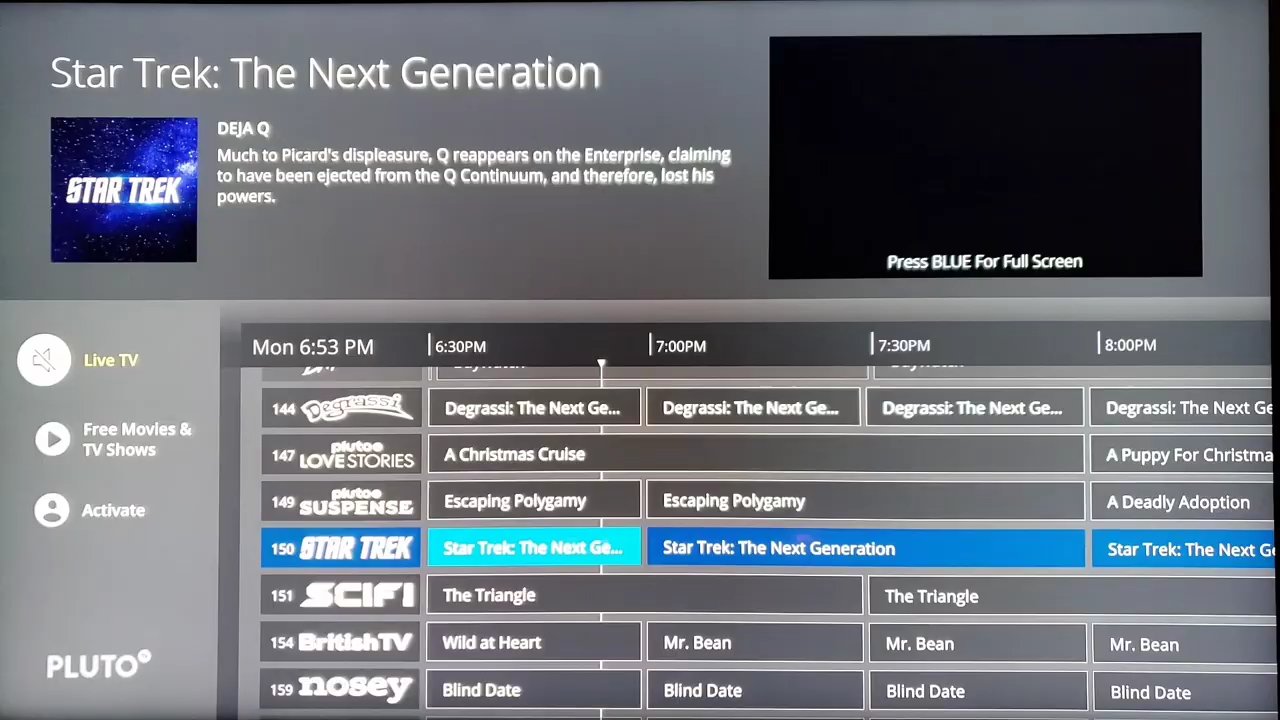 Star Trek: The Next Generation
STAR TREK
DEJA Q
Much to Picard's displeasure, Q reappears on the Enterprise, claiming
to have been ejected from the Q Continuum, and therefore, lost his
powers.
Press BLUE For Full Screen
Live TV
Free Movies &
TV Shows
Activate
PLUTO tv
Mon 6:53 PM 6:30PM 7:00PM 7:30PM 8:00PM
144 Degrassi Degrassi: The Next Ge... Degrassi: The Next Ge... Degrassi: The Next Ge... Degrassi: The Next Ge
147 pluto tv LOVE STORIES A Christmas Cruise A Puppy For Christma
149 pluto tv SUSPENSE Escaping Polygamy Escaping Polygamy A Deadly Adoption
150 STAR TREK Star Trek: The Next Ge... Star Trek: The Next Generation Star Trek: The Next Ge
151 SCIFI The Triangle The Triangle
154 BritishTV Wild at Heart Mr. Bean Mr. Bean Mr. Bean
159 nosey Blind Date Blind Date Blind Date Blind Date